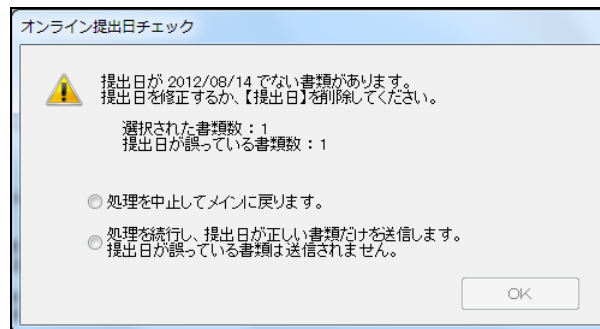 オンライン提出日チェック
提出日が 2012/08/14 でない書類があります。
提出日を修正するか、【提出日】を削除してください。
選択された書類数：1
提出日が誤っている書類数：1
処理を中止してメインに戻ります。
処理を続行し、提出日が正しい書類だけを送信します。
提出日が誤っている書類は送信されません。
OK